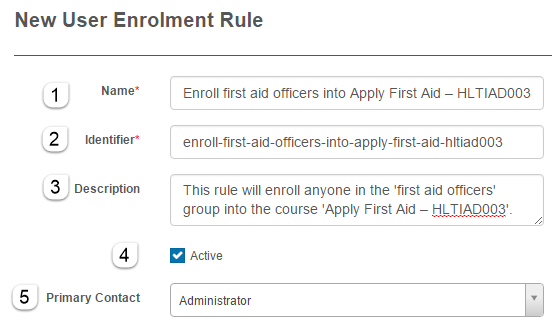 New User Enrolment Rule
1 Name* Enroll first aid officers into Apply First Aid – HLTIAD003
2 Identifier* enroll-first-aid-officers-into-apply-first-aid-hltiad003
3 Description This rule will enroll anyone in the 'first aid officers'
group into the course 'Apply First Aid – HLTIAD003'.
4 Active
5 Primary Contact Administrator